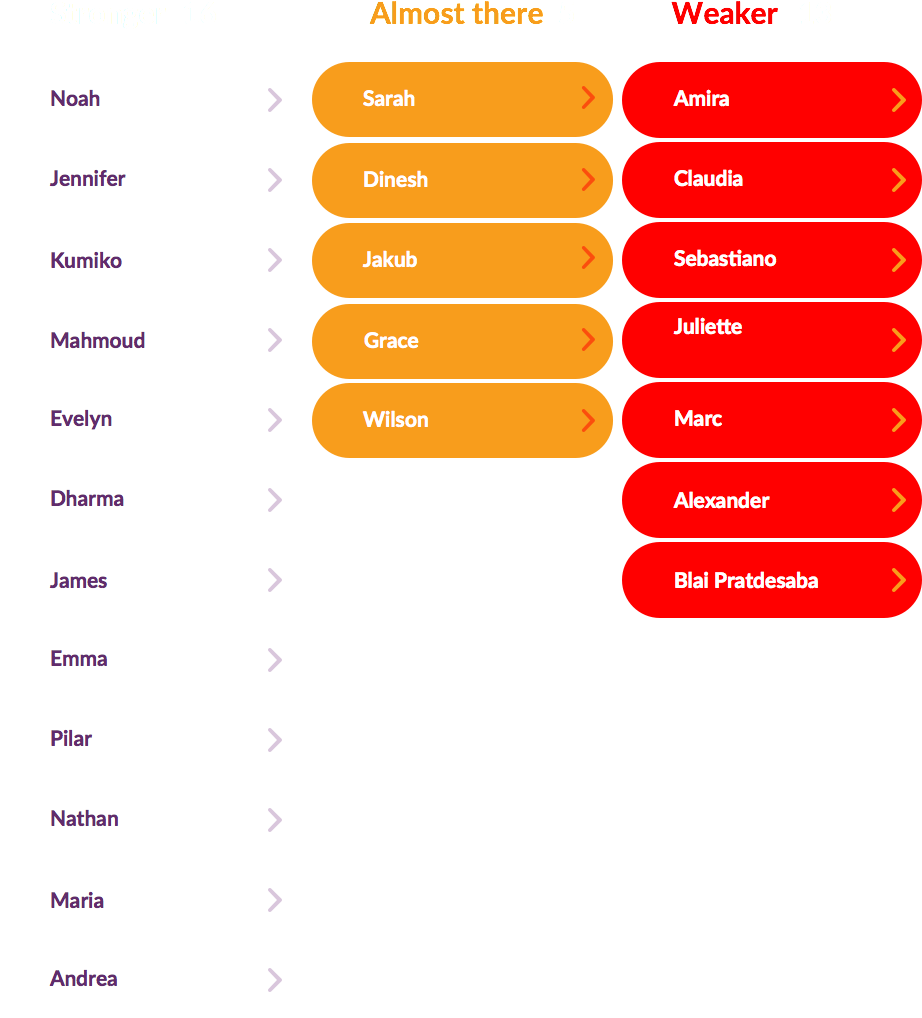 Almost there
Weaker
Noah
Sarah
Amira
Jennifer
Dinesh
Claudia
Kumiko
Jakub
Sebastiano
Mahmoud
Grace
Juliette
Evelyn
Wilson
Marc
Dharma
Alexander
James
Blai Pratdesaba
Emma
Pilar
Nathan
Maria
Andrea